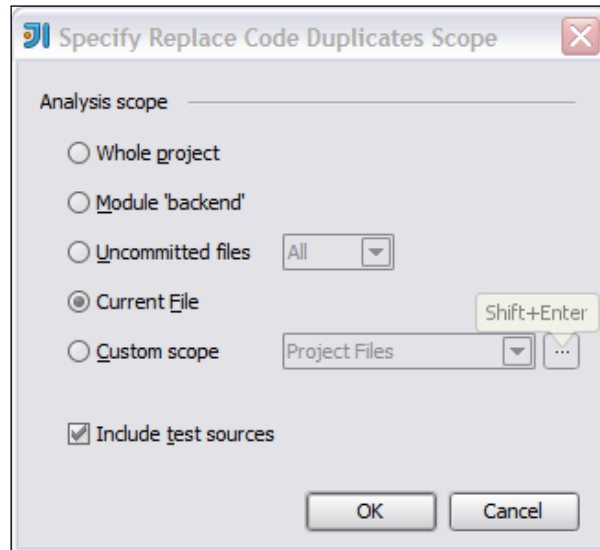 Specify Replace Code Duplicates Scope
Analysis scope
Whole project
Module 'backend'
Uncommitted files All
Current File
Shift+Enter
Custom scope Project Files ...
Include test sources
OK Cancel